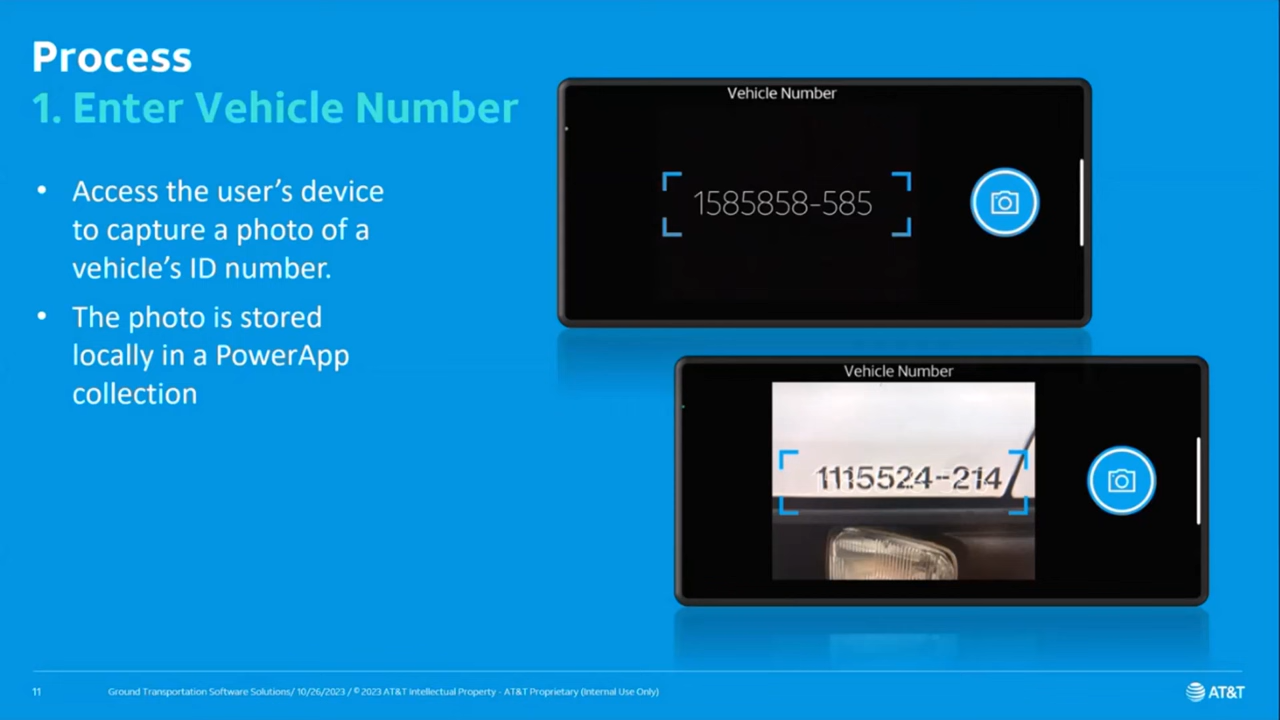 Process
1. Enter Vehicle Number
• Access the user's device
to capture a photo of a
vehicle's ID number.
• The photo is stored
locally in a PowerApp
collection
Vehicle Number
1585858-585
Vehicle Number
1115524-214
11
Ground Transportation Software Solutions/ 10/26/2023 / © 2023 AT&T Intellectual Property - AT&T Proprietary (Internal Use Only)
AT&T